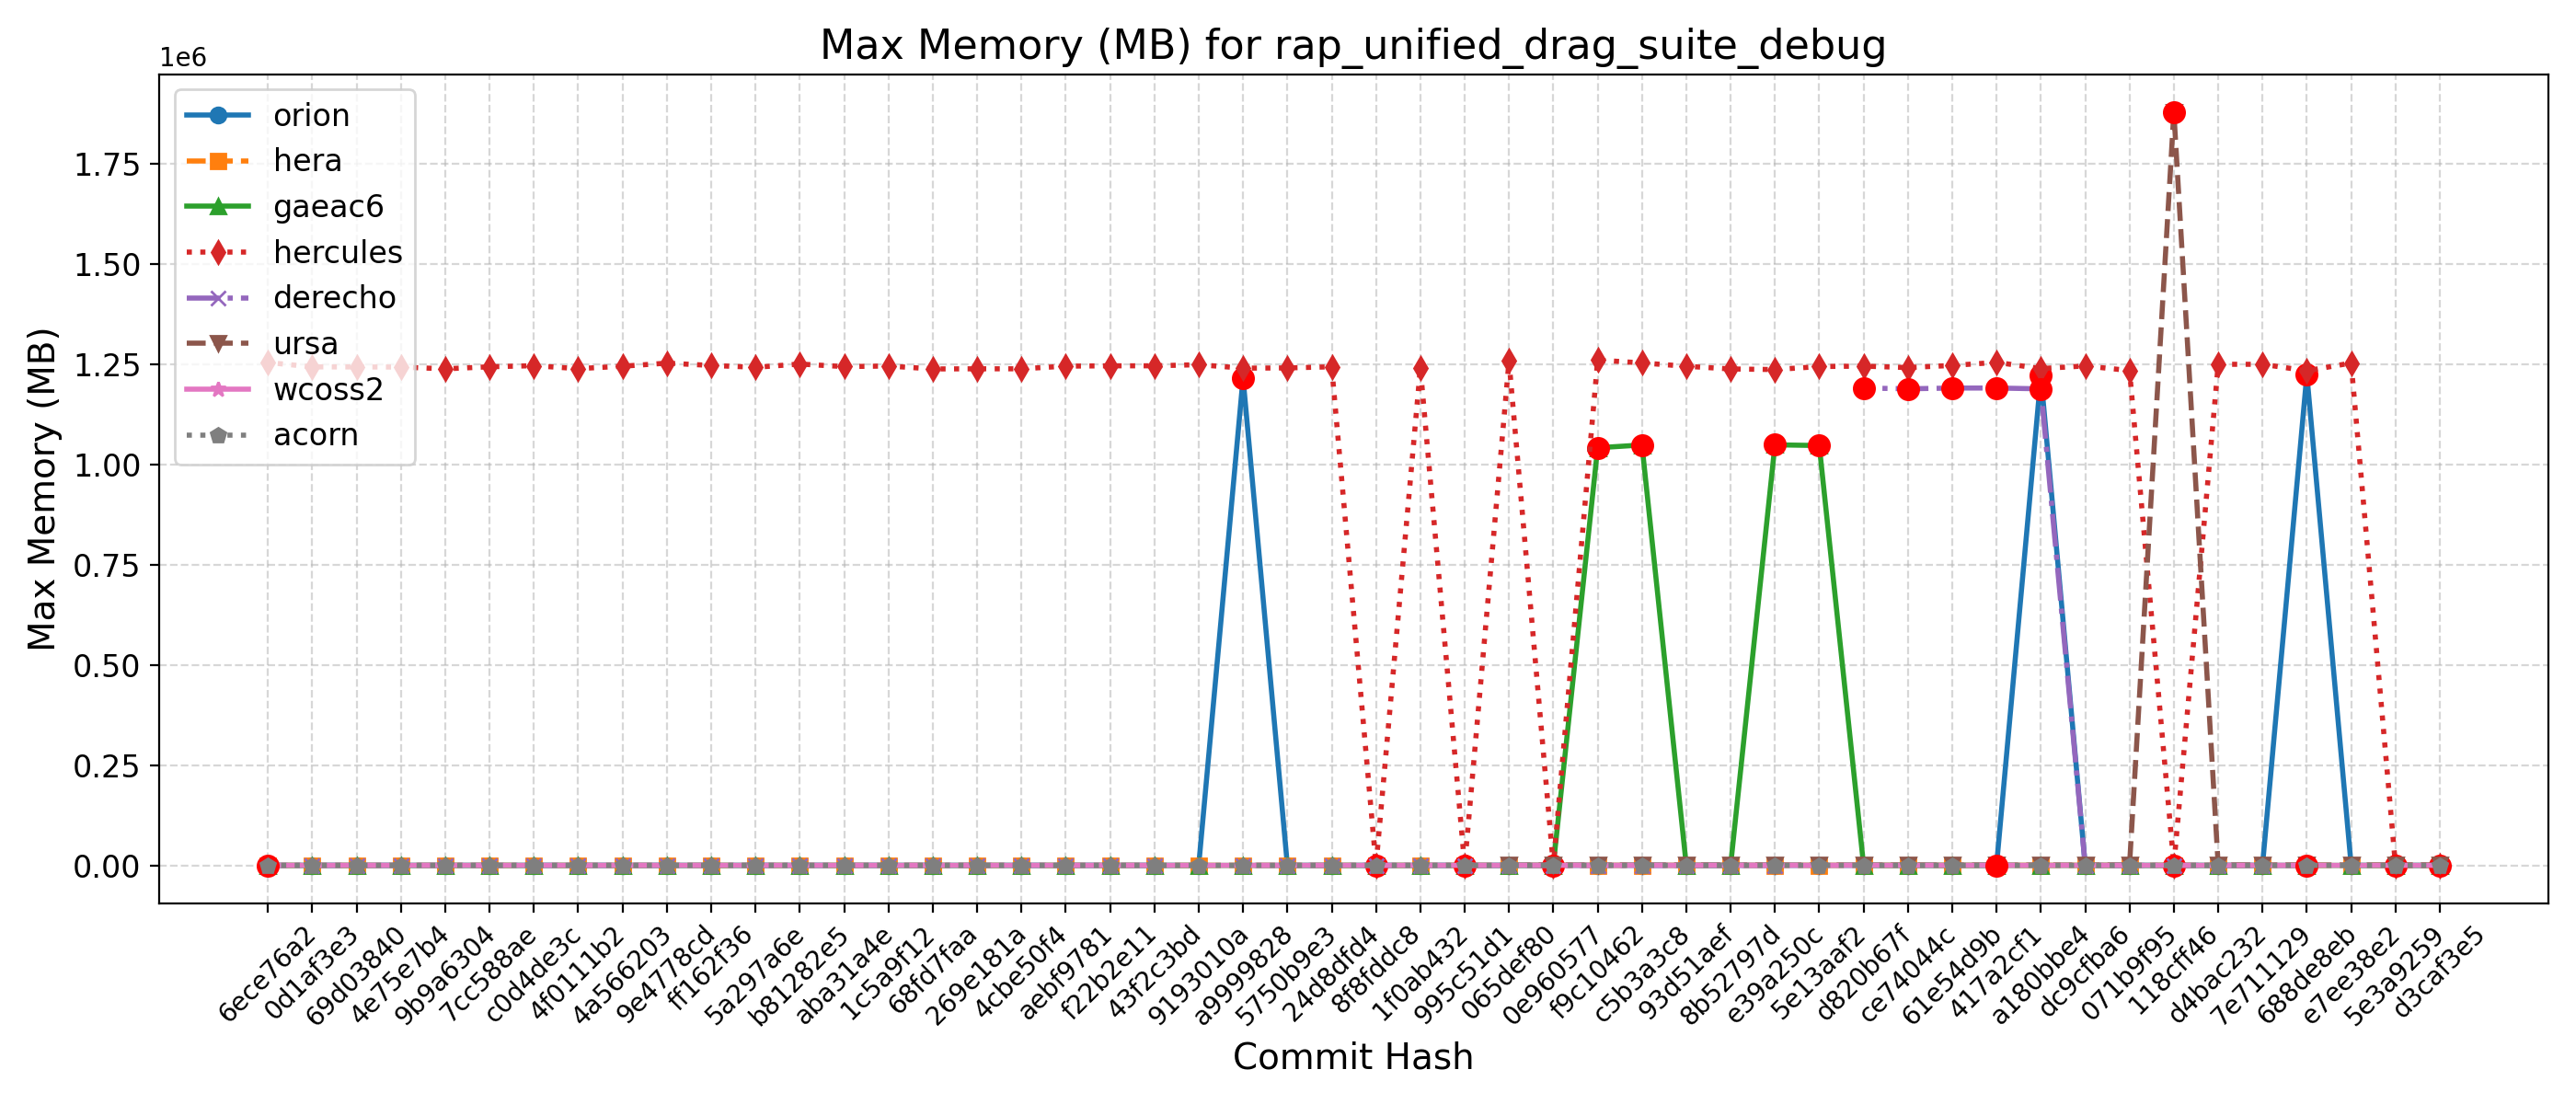 Max Memory (MB) for rap_unified_drag_suite_debug
1e6
orion
hera
gaeac6
hercules
derecho
ursa
wcoss2
acorn
Max Memory (MB)
1.75
1.50
1.25
1.00
0.75
0.50
0.25
0.00
6ece76a2
0d1af3e3
69d03840
4e75e7b4
9b9a6304
7cc588ae
c0d4de3c
4f0111b2
4a566203
9e4778cd
ff162f36
5a297a6e
b81282e5
aba31a4e
1c5a9f12
68fd7faa
269e181a
4cbe50f4
aebf9781
f22b2e11
43f2c3bd
9193010a
a9999828
5750b9e3
24d8dfd4
8f8fddc8
1f0ab432
995c51d1
065def80
0e960577
f9c10462
c5b3a3c8
93d51aef
8b52797d
e39a250c
5e13aaf2
d820b67f
ce74044c
61e54d9b
417a2cf1
a180bbe4
dc9cfba6
071b9f95
118cff46
d4bac232
7e711129
688de8eb
e7ee38e2
5e3a9259
d3caf3e5
Commit Hash